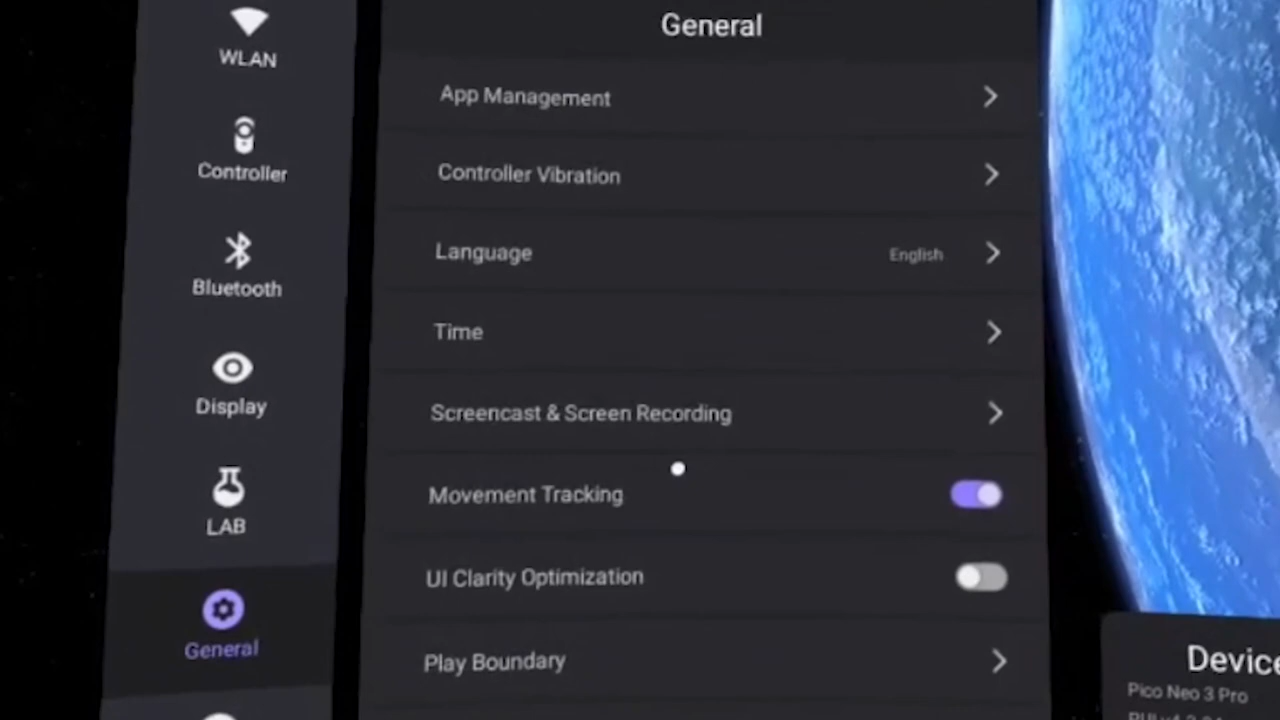 WLAN
Controller
Bluetooth
Display
LAB
General
General
App Management
Controller Vibration
Language English
Time
Screencast & Screen Recording
Movement Tracking
UI Clarity Optimization
Play Boundary
Device
Pico Neo 3 Pro